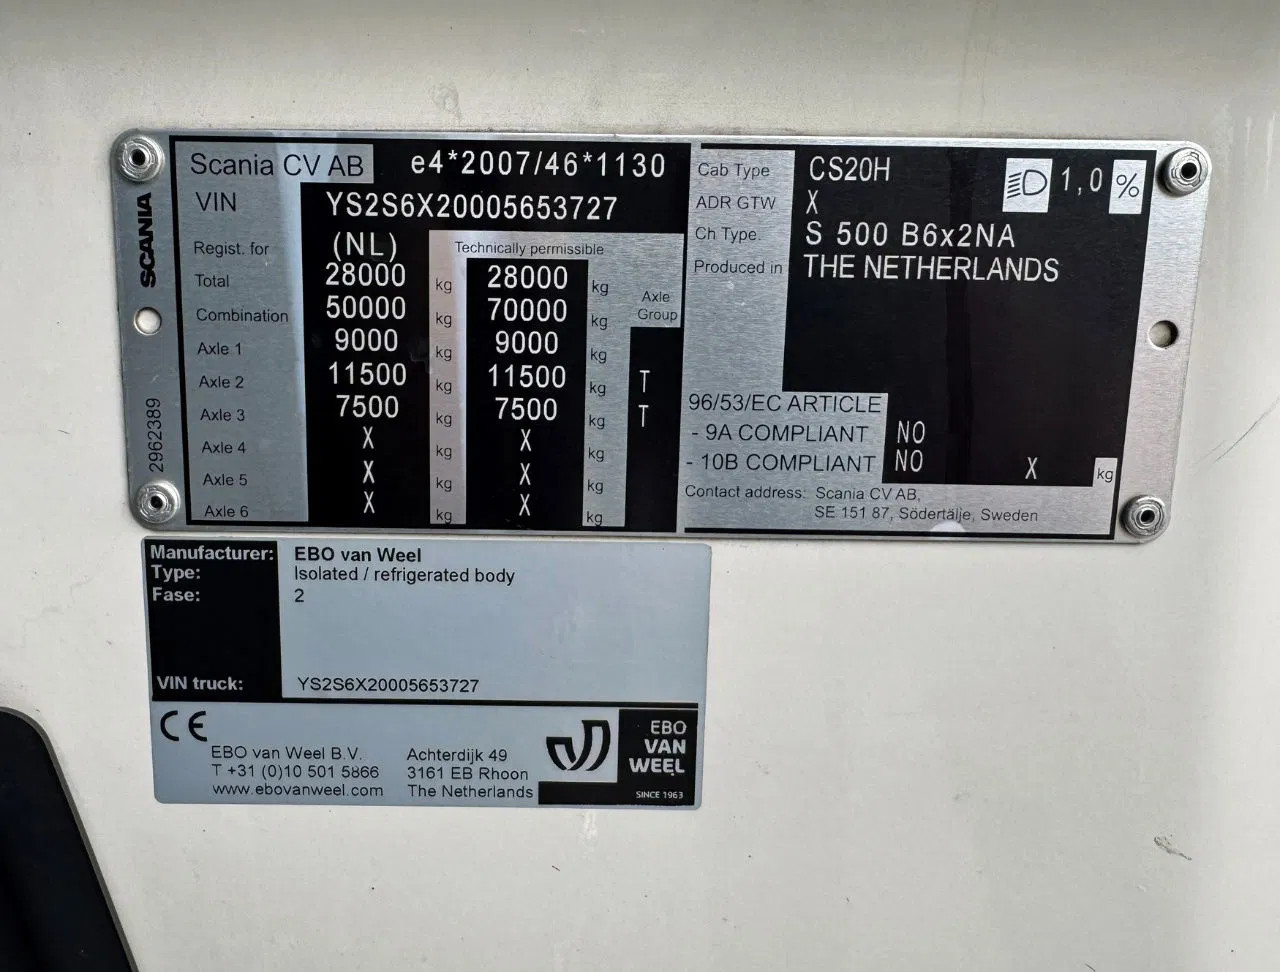 Scania CV AB e4*2007/46*1130
VIN YS2S6X20005653727
Regist. for (NL) Technically permissible
Total 28000 kg 28000 kg
Axle Group
Combination 50000 kg 70000 kg
Axle 1 9000 kg 9000 kg
Axle 2 11500 kg 11500 kg T
Axle 3 7500 kg 7500 kg T
Axle 4 X kg X kg
Axle 5 X kg X kg
Axle 6 X kg X kg
SCANIA
2962389
Cab Type CS20H 1,0 %
ADR GTW X
Ch Type S 500 B6x2NA
Produced in THE NETHERLANDS
96/53/EC ARTICLE
- 9A COMPLIANT NO
- 10B COMPLIANT NO X kg
Contact address: Scania CV AB,
SE 151 87, Södertälje, Sweden
Manufacturer: EBO van Weel
Type: Isolated / refrigerated body
Fase: 2
VIN truck: YS2S6X20005653727
CE
EBO van Weel B.V.
T +31 (0)10 501 5866
www.ebovanweel.com
Achterdijk 49
3161 EB Rhoon
The Netherlands
EBO
VAN
WEEL
SINCE 1963